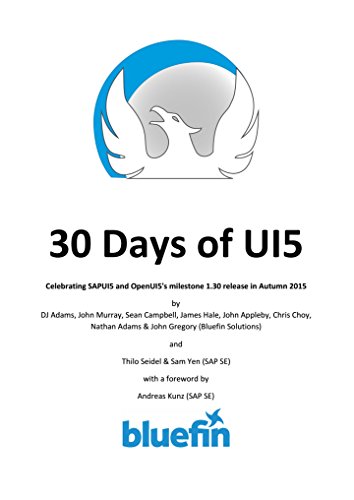 30 Days of UI5
Celebrating SAPUI5 and OpenUI5's milestone 1.30 release in Autumn 2015
by
DJ Adams, John Murray, Sean Campbell, James Hale, John Appleby, Chris Choy,
Nathan Adams & John Gregory (Bluefin Solutions)
and
Thilo Seidel & Sam Yen (SAP SE)
with a foreword by
Andreas Kunz (SAP SE)
bluefin